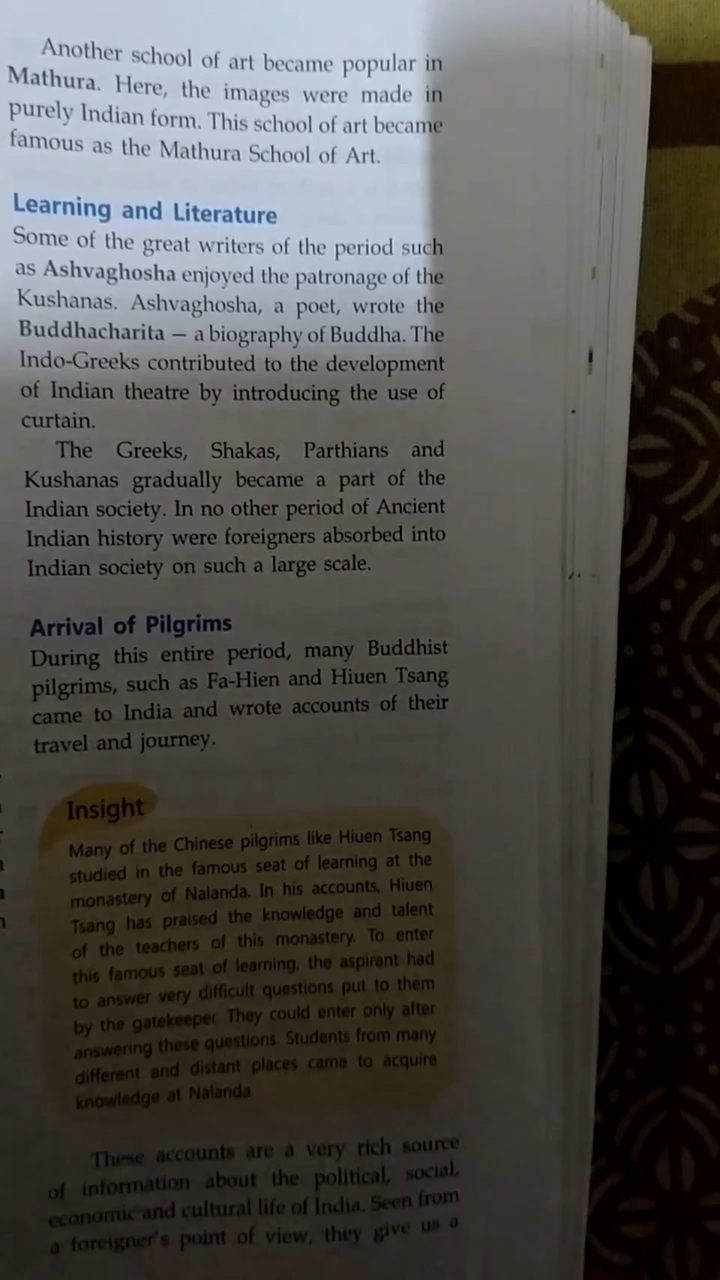 Another school of art became popular in
Mathura. Here, the images were made in
purely Indian form. This school of art became
famous as the Mathura School of Art.
Learning and Literature
Some of the great writers of the period such
as Ashvaghosha enjoyed the patronage of the
Kushanas. Ashvaghosha, a poet, wrote the
Buddhacharita – a biography of Buddha. The
Indo-Greeks contributed to the development
of Indian theatre by introducing the use of
curtain.
The Greeks, Shakas, Parthians and
Kushanas gradually became a part of the
Indian society. In no other period of Ancient
Indian history were foreigners absorbed into
Indian society on such a large scale.
Arrival of Pilgrims
During this entire period, many Buddhist
pilgrims, such as Fa-Hien and Hiuen Tsang
came to India and wrote accounts of their
travel and journey.
Insight
Many of the Chinese pilgrims like Hiuen Tsang
studied in the famous seat of learning at the
monastery of Nalanda. In his accounts, Hiuen
Tsang has praised the knowledge and talent
of the teachers of this monastery. To enter
this famous seat of learning, the aspirant had
to answer very difficult questions put to them
by the gatekeeper. They could enter only after
answering these questions. Students from many
different and distant places came to acquire
knowledge at Nalanda
These accounts are a very rich source
of information about the political, social,
economic and cultural life of India. Seen from
a foreigner's point of view, they give us a